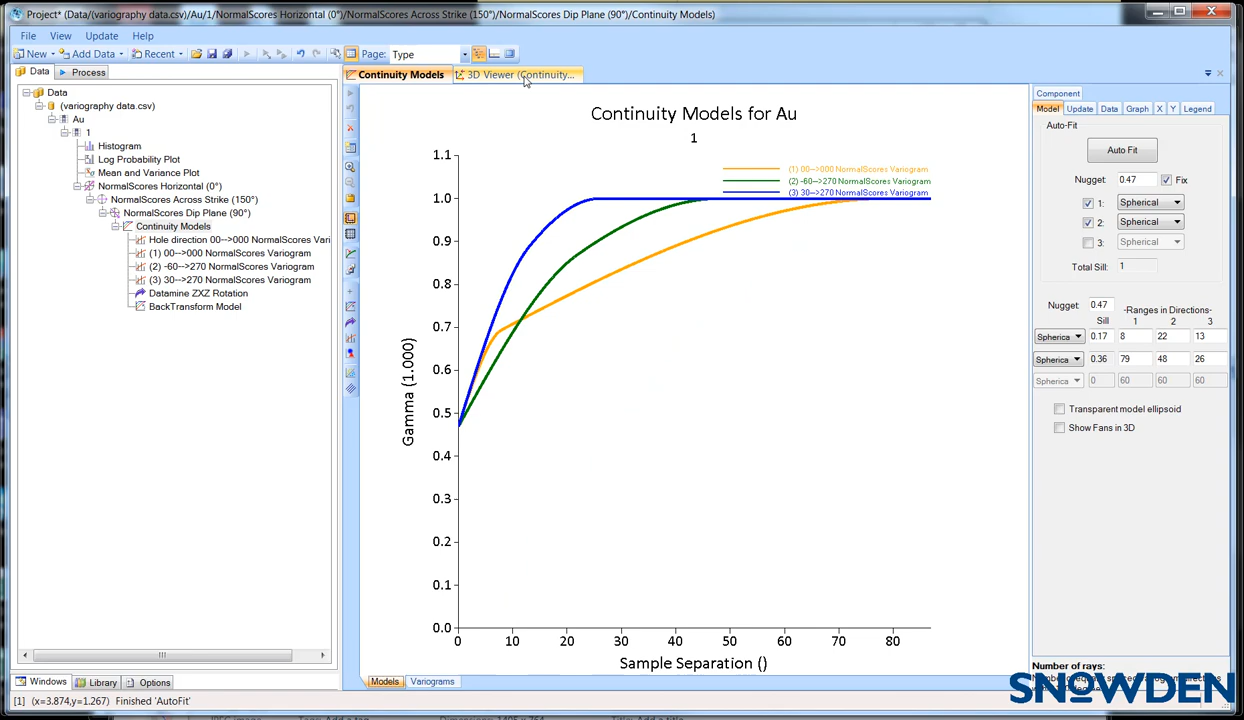 Project* (Data/(variography data.csv)/Au/1/NormalScores Horizontal (0°)/NormalScores Across Strike (150°)/NormalScores Dip Plane (90°)/Continuity Models)
File View Update Help
New Add Data Recent Page: Type
Data Process
Continuity Models 3D Viewer (Continuity...
Data
(variography data.csv)
Au
1
Histogram
Log Probability Plot
Mean and Variance Plot
NormalScores Horizontal (0°)
NormalScores Across Strike (150°)
NormalScores Dip Plane (90°)
Continuity Models
Hole direction 00-->000 NormalScores Vari
(1) 00-->000 NormalScores Variogram
(2) -60-->270 NormalScores Variogram
(3) 30-->270 NormalScores Variogram
Datamine ZXZ Rotation
BackTransform Model
Windows Library Options
Continuity Models for Au
1
(1) 00-->000 NormalScores Variogram
(2) -60-->270 NormalScores Variogram
(3) 30-->270 NormalScores Variogram
Gamma (1.000)
1.1
1.0
0.9
0.8
0.7
0.6
0.5
0.4
0.3
0.2
0.1
0.0
0 10 20 30 40 50 60 70 80
Sample Separation ()
Models Variograms
Component
Model Update Data Graph X Y Legend
Auto-Fit
Auto Fit
Nugget: 0.47 Fix
1: Spherical
2: Spherical
3: Spherical
Total Sill: 1
Nugget: 0.47 -Ranges in Directions-
Sill 1 2 3
Spherica 0.17 8 22 13
Spherica 0.36 79 48 26
Spherica 0 60 60 60
Transparent model ellipsoid
Show Fans in 3D
Number of rays:
SNOWDEN
[1] (x=3.874,y=1.267) Finished 'AutoFit'